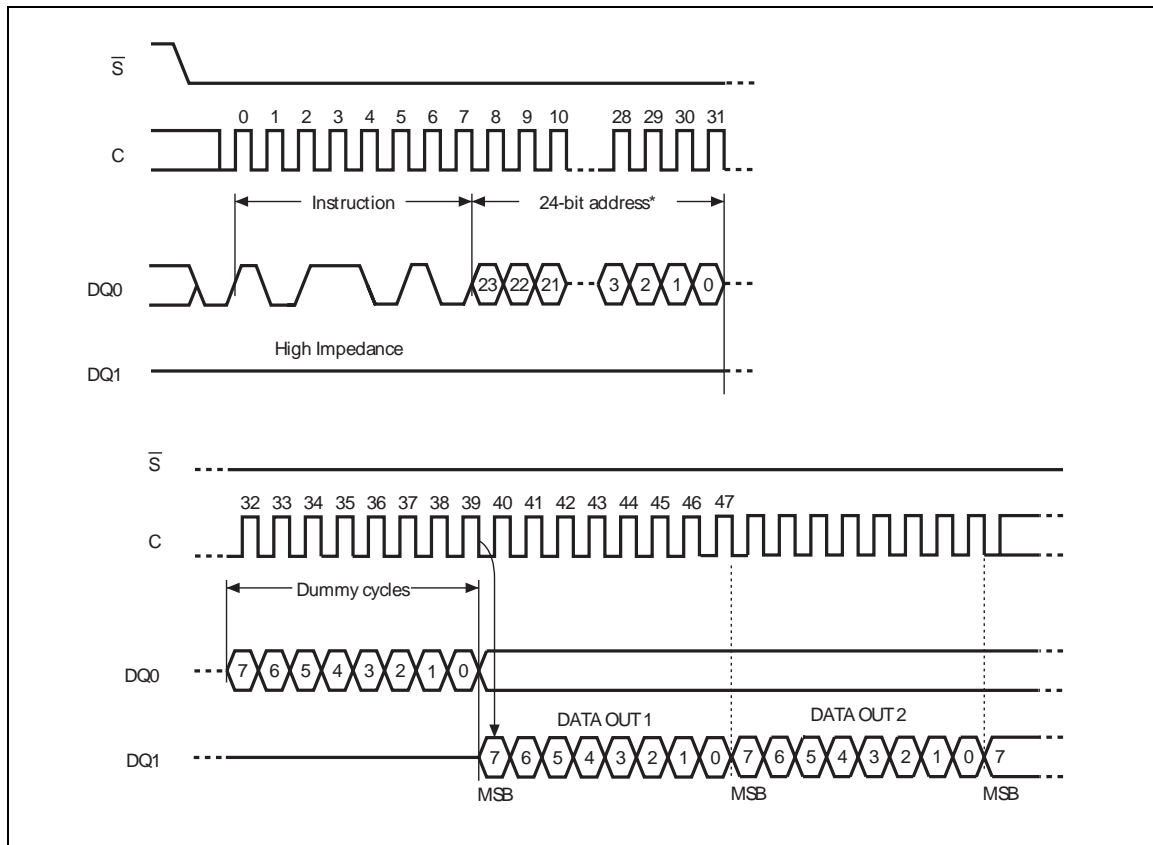 S
0 1 2 3 4 5 6 7 8 9 10 28 29 30 31
C
Instruction 24-bit address*
DQ0 23 22 21 3 2 1 0
High Impedance
DQ1
S
32 33 34 35 36 37 38 39 40 41 42 43 44 45 46 47
C
Dummy cycles
DQ0 7 6 5 4 3 2 1 0
DATA OUT 1 DATA OUT 2
DQ1 7 6 5 4 3 2 1 0 7 6 5 4 3 2 1 0 7
MSB MSB MSB